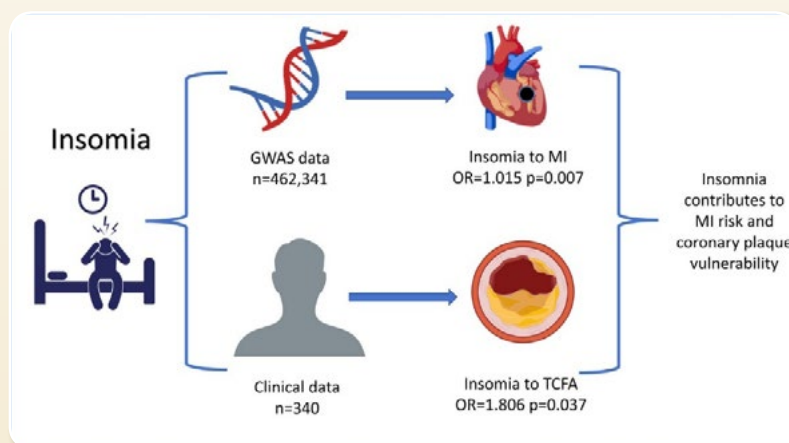 Insomia
GWAS data
n=462,341
Insomia to MI
OR=1.015 p=0.007
Clinical data
n=340
Insomia to TCFA
OR=1.806 p=0.037
Insomnia
contributes to
MI risk and
coronary plaque
vulnerability